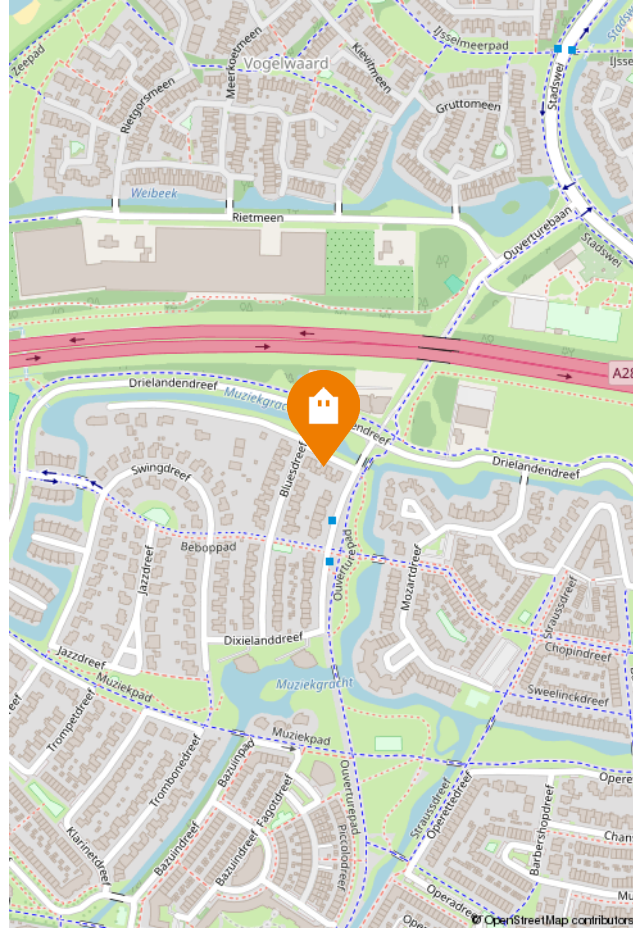 IJsselmeerpad
Stadswei
Zeepad
Meerkoetmeen
Kievitmeen
Vogelwaard
Stadswei
Rietgorsmeen
Gruttomeen
Weibeek
Rietmeen
Ouverturebaan
Stadswei
A28
Drielandendreef
Muziekgracht
Drielandendreef
Swingdreef
Bluesdreef
Beboppad
Ouverturepad
Mozartdreef
Jazzdreef
Straussdreef
Dixielanddreef
Chopindreef
Jazzdreef
Muziekpad
Muziekgracht
Sweelinckdreef
Trompetdreef
Muziekpad
Trombonedreef
Bazuinpad
Fagotdreef
Ouverturepad
Straussdreef
Operettedreef
Barbershopdreef
Klarinetdreef
Bazuindreef
Bazuindreef
Piccolodreef
Operadreef
© OpenStreetMap contributors